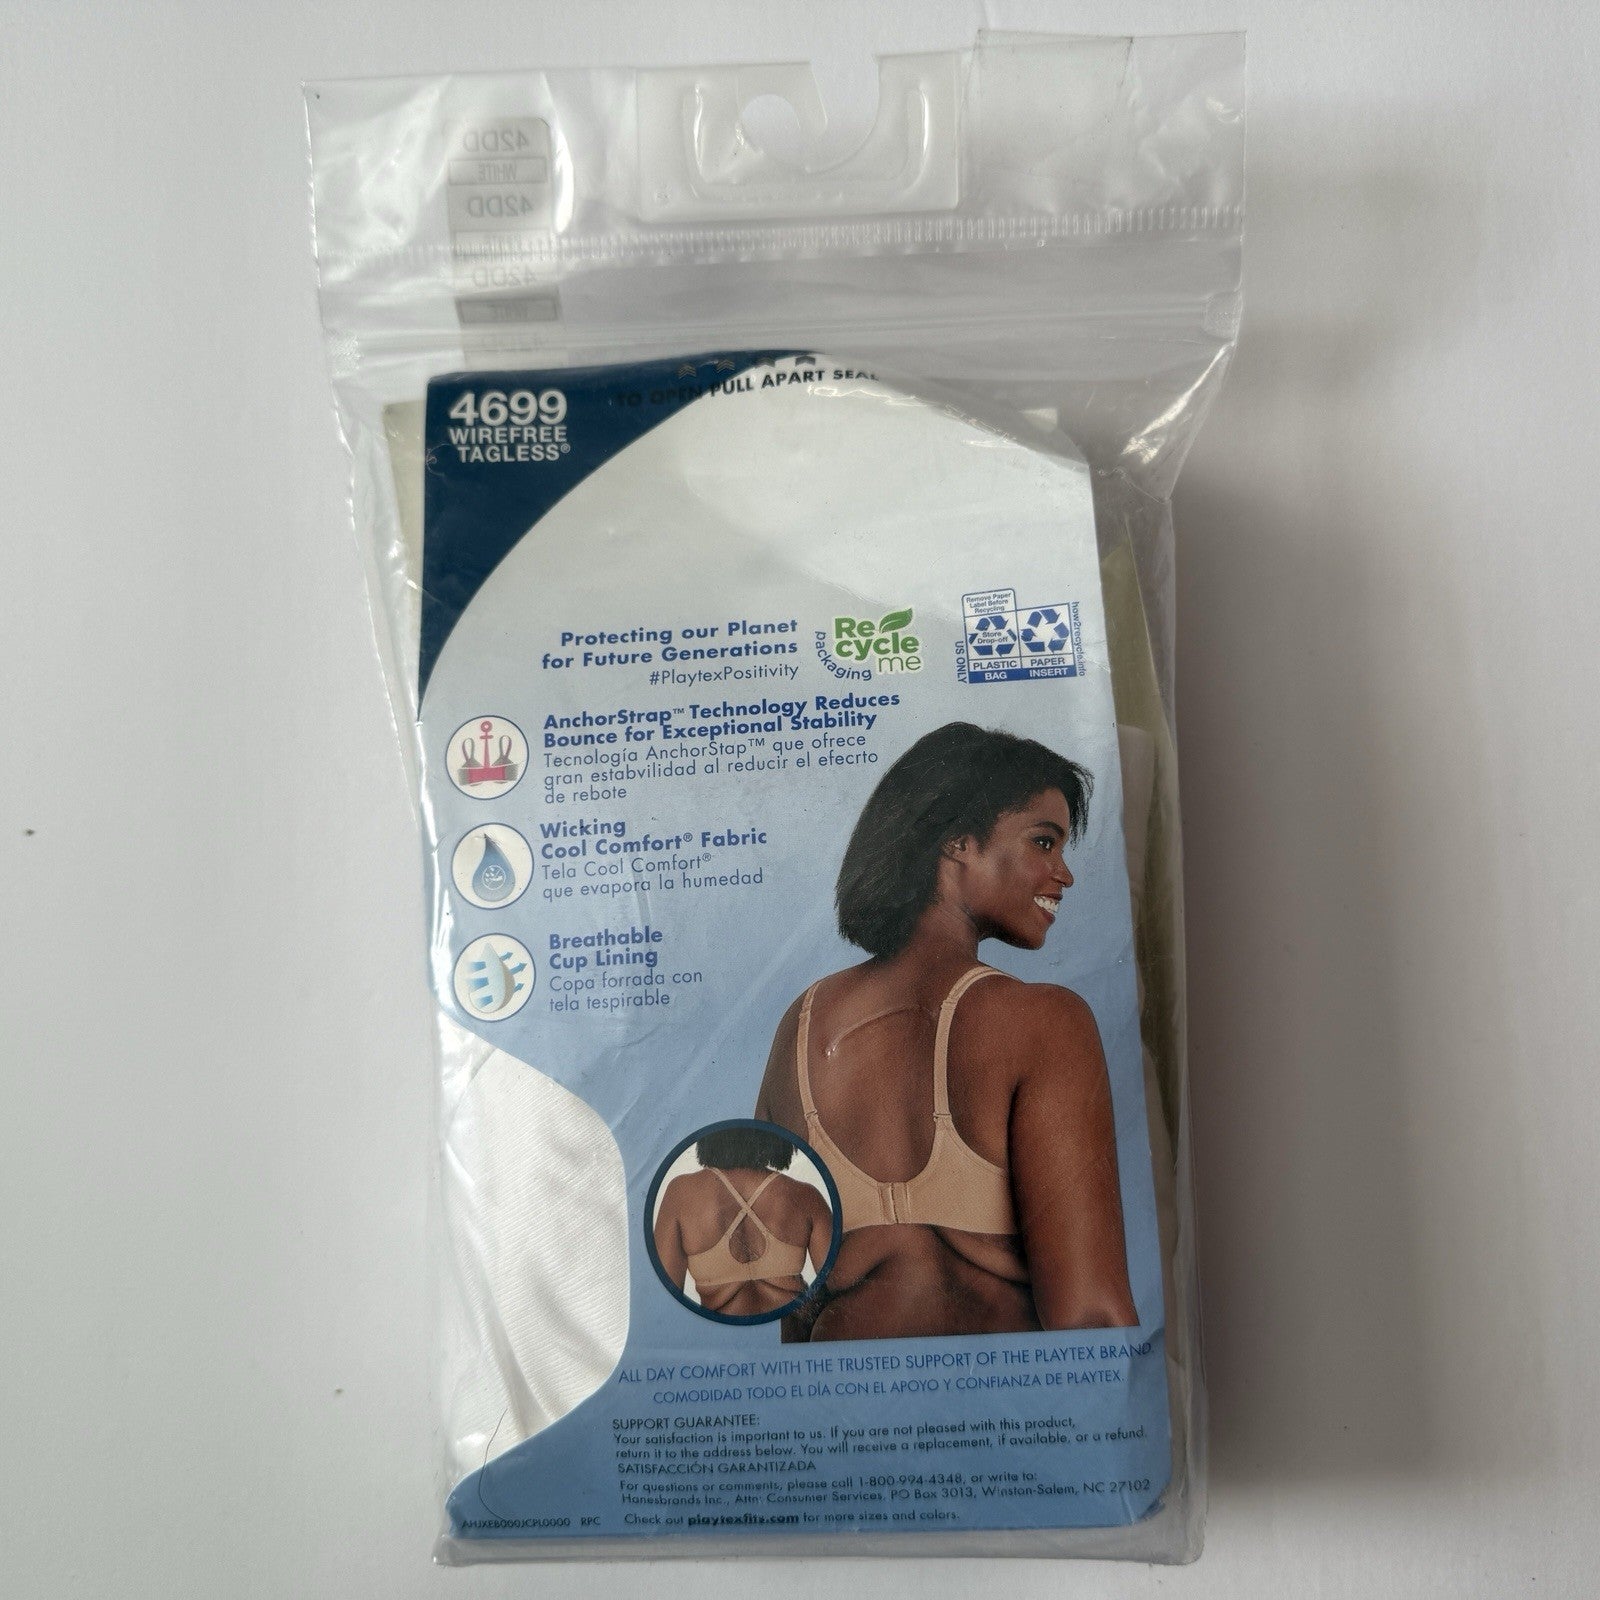 42DD
WHITE
42DD
42DD
WHITE
42DD
TO OPEN PULL APART SEAL
4699
WIREFREE
TAGLESS®
Protecting our Planet
for Future Generations
#PlaytexPositivity
Re
cycle
me
packaging
Remove Paper
Label Before
Recycling
Store
Drop-off
PLASTIC
BAG
PAPER
INSERT
US ONLY
how2recycle.info
AnchorStrap™ Technology Reduces
Bounce for Exceptional Stability
Tecnología AnchorStap™ que ofrece
gran estabvilidad al reducir el efecrto
de rebote
Wicking
Cool Comfort® Fabric
Tela Cool Comfort®
que evapora la humedad
Breathable
Cup Lining
Copa forrada con
tela tespirable
ALL DAY COMFORT WITH THE TRUSTED SUPPORT OF THE PLAYTEX BRAND.
COMODIDAD TODO EL DÍA CON EL APOYO Y CONFIANZA DE PLAYTEX.
SUPPORT GUARANTEE:
Your satisfaction is important to us. If you are not pleased with this product,
return it to the address below. You will receive a replacement, if available, or a refund.
SATISFACCIÓN GARANTIZADA
For questions or comments, please call 1-800-994-4348, or write to:
Hanesbrands Inc., Attn: Consumer Services, PO Box 3013, Winston-Salem, NC 27102
Check out playtexfits.com for more sizes and colors.
RPC